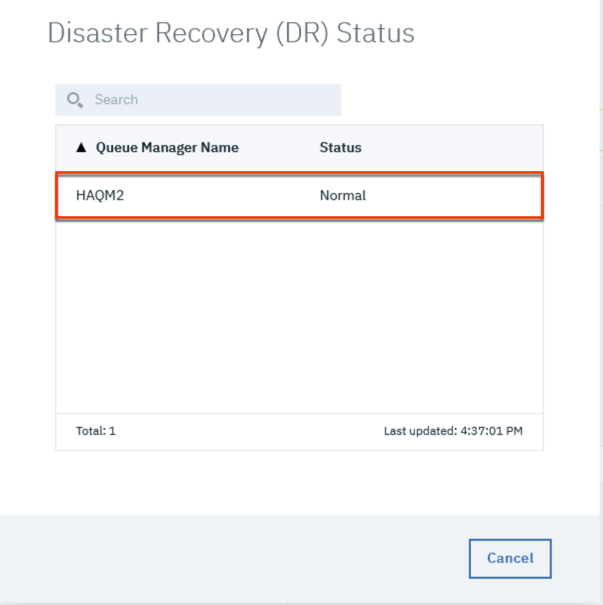 Disaster Recovery (DR) Status
Search
▲ Queue Manager Name Status
HAQM2 Normal
Total: 1 Last updated: 4:37:01 PM
Cancel